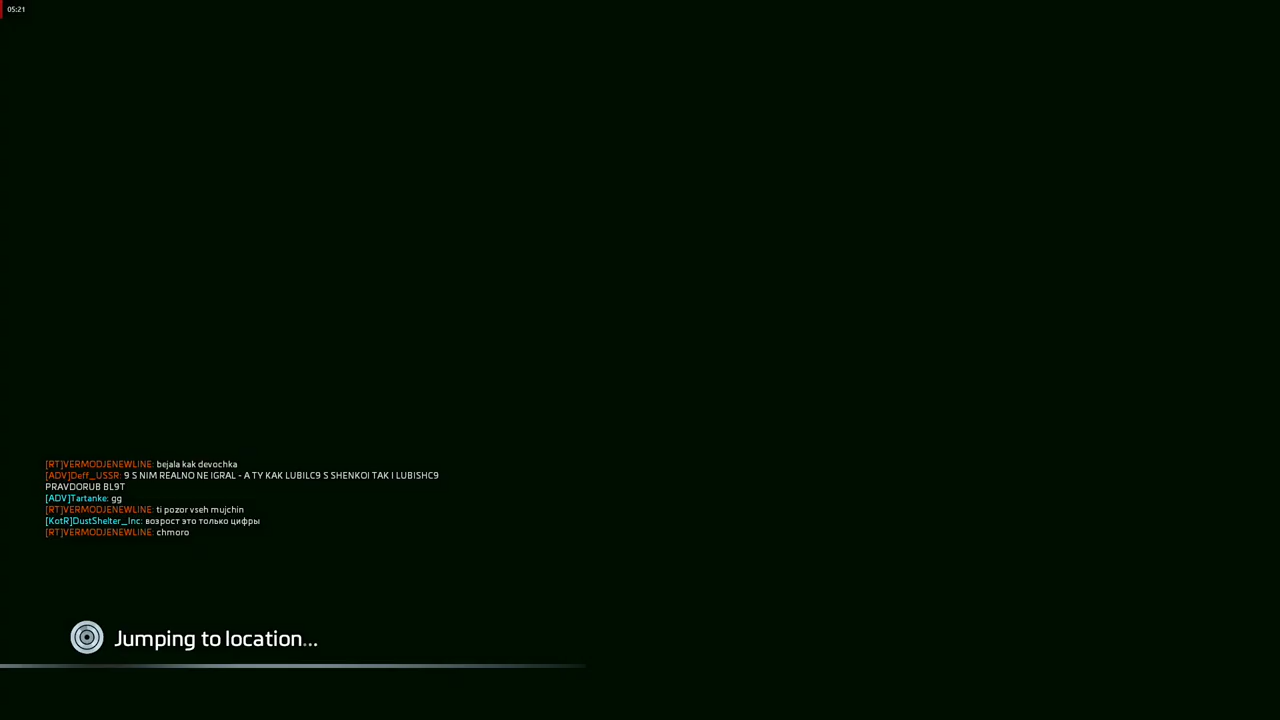 05:21
[RT]VERMODJENEWLINE: bejala kak devochka
[ADV]Deff_USSR: 9 S NIM REALNO NE IGRAL - A TY KAK LUBILC9 S SHENKOI TAK I LUBISHC9
PRAVDORUB BL9T
[ADV]Tartanke: gg
[RT]VERMODJENEWLINE: ti pozor vseh mujchin
[KotR]DustShelter_Inc: возрост это только цифры
[RT]VERMODJENEWLINE: chmoro
Jumping to location...